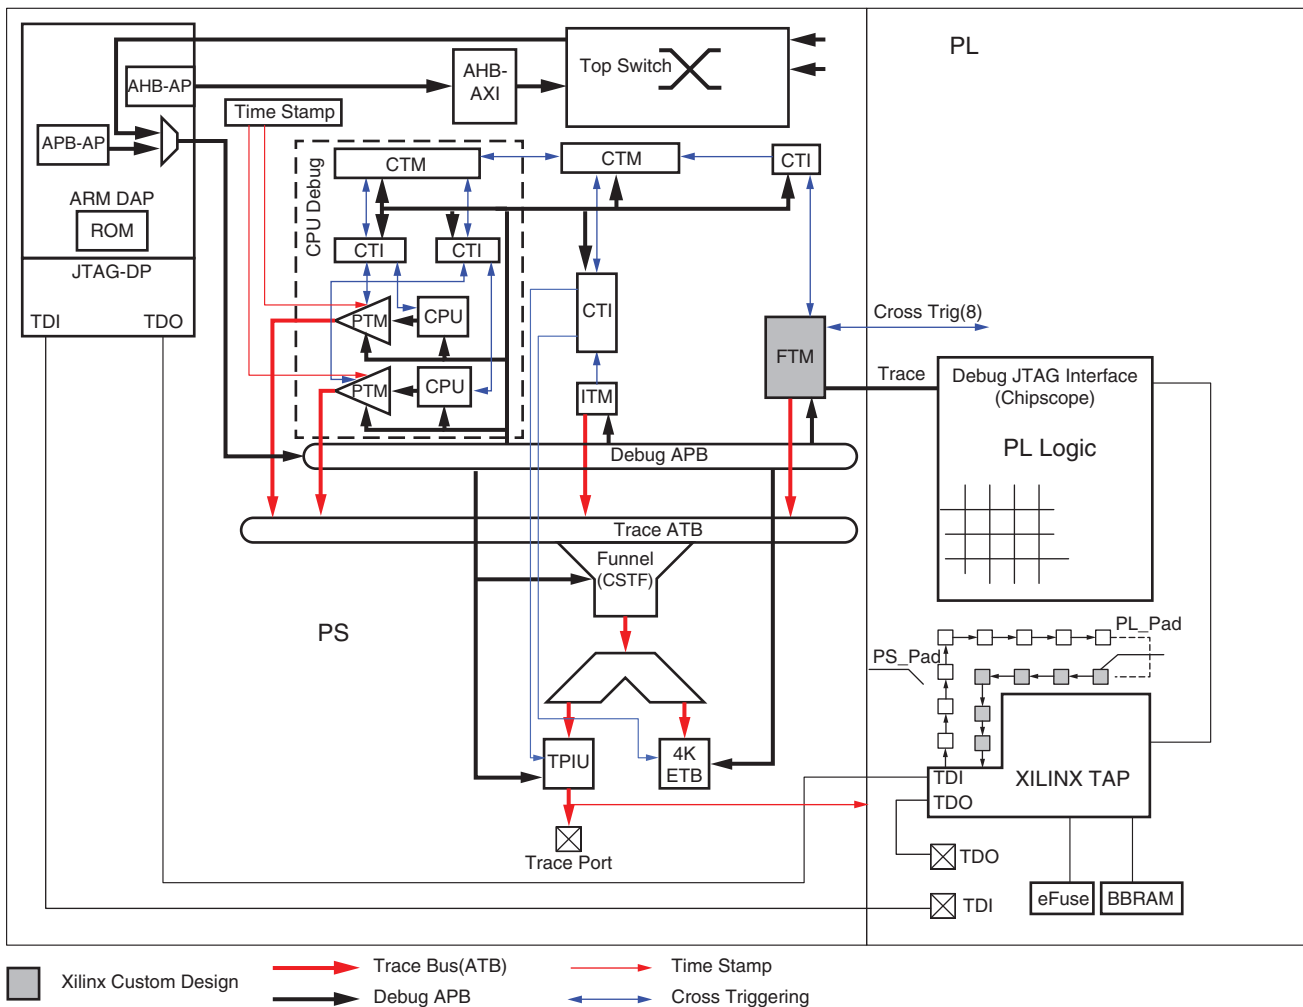 PL
Top Switch
AHB-
AXI
AHB-AP
Time Stamp
APB-AP
CPU Debug
CTM
CTM
CTI
ARM DAP
ROM
CTI
CTI
JTAG-DP
TDI
TDO
CTI
PTM
CPU
Cross Trig(8)
FTM
Trace
PTM
CPU
ITM
Debug JTAG Interface
(Chipscope)
PL Logic
Debug APB
Trace ATB
Funnel
(CSTF)
PS
PL_Pad
PS_Pad
TPIU
4K
ETB
TDI
XILINX TAP
TDO
Trace Port
TDO
TDI
eFuse
BBRAM
Xilinx Custom Design
Trace Bus(ATB)
Time Stamp
Debug APB
Cross Triggering